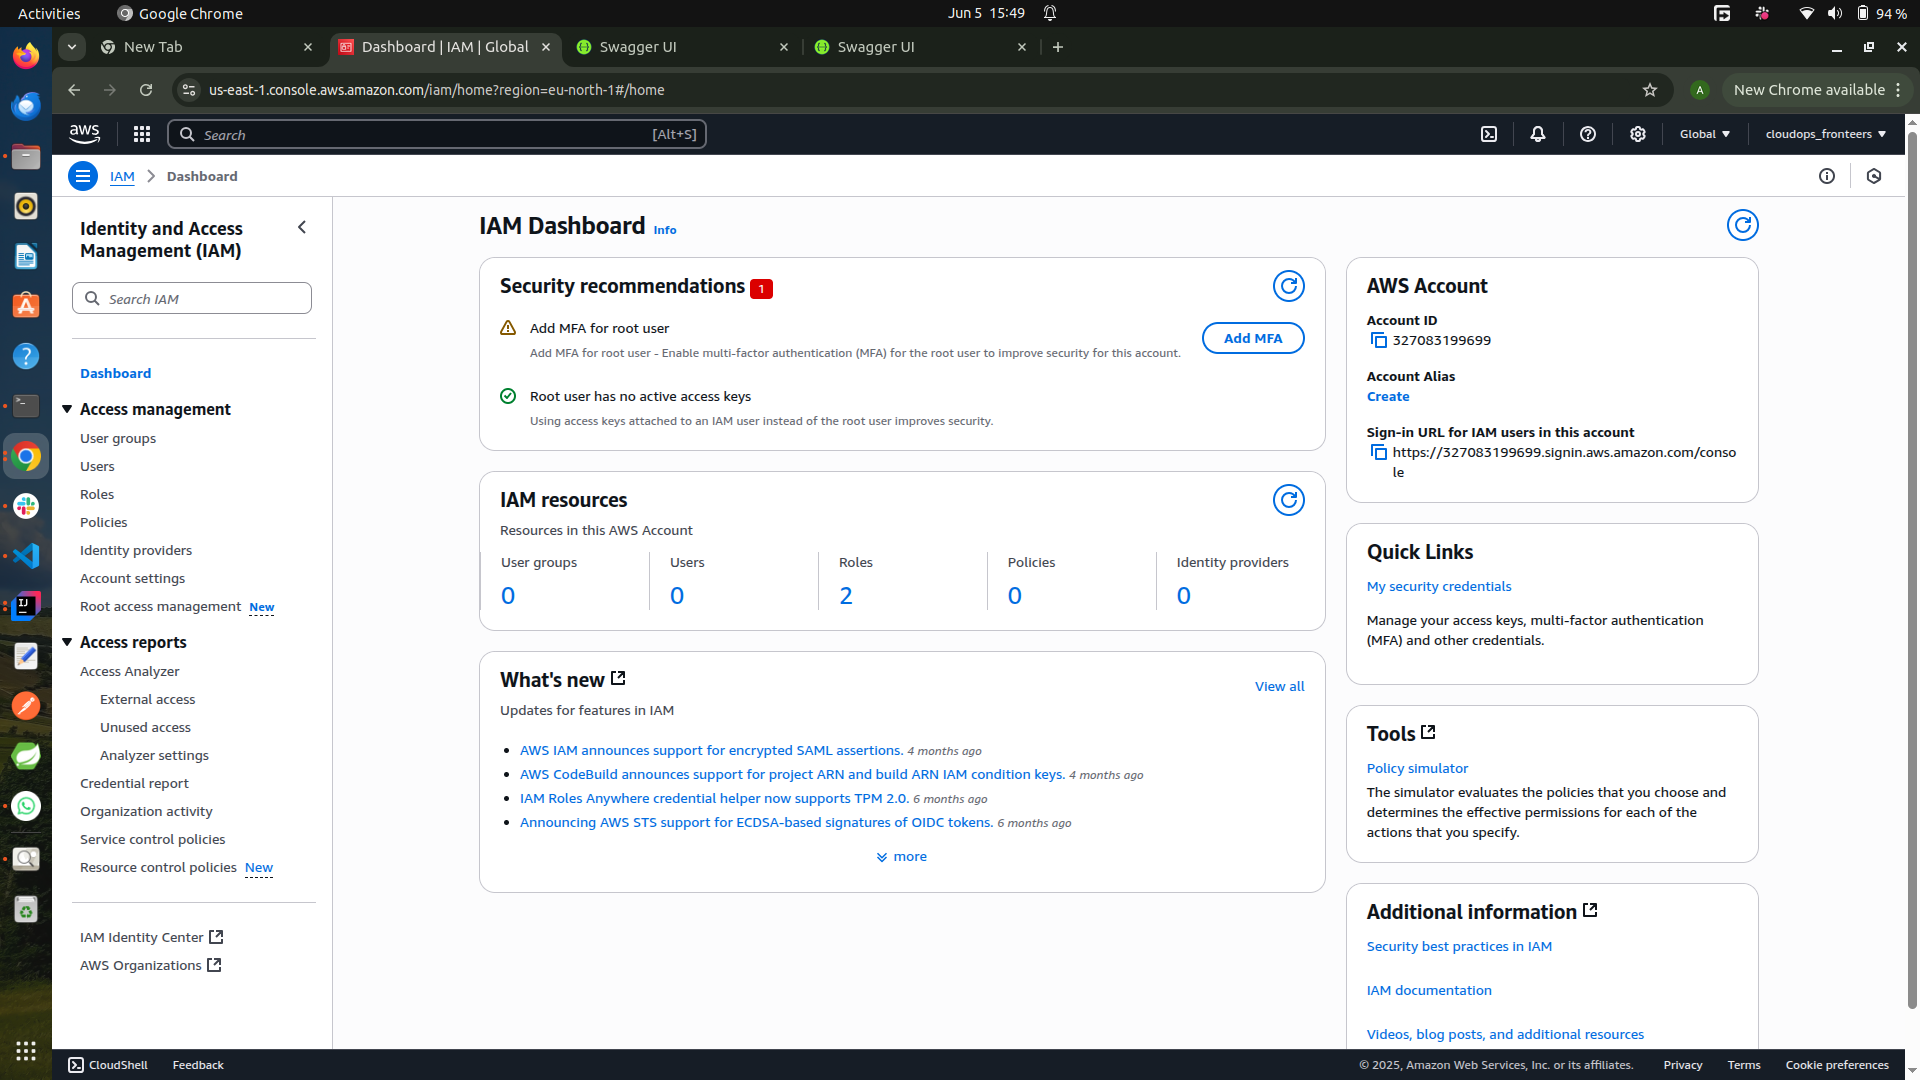 Activities
Google Chrome
Jun 5 15:49
94 %
New Tab
Dashboard | IAM | Global
Swagger UI
Swagger UI
us-east-1.console.aws.amazon.com/iam/home?region=eu-north-1#/home
A
New Chrome available
aws
Search
[Alt+S]
Global
cloudops_fronteers
IAM
Dashboard
Identity and Access
Management (IAM)
Search IAM
Dashboard
Access management
User groups
Users
Roles
Policies
Identity providers
Account settings
Root access management New
Access reports
Access Analyzer
External access
Unused access
Analyzer settings
Credential report
Organization activity
Service control policies
Resource control policies New
IAM Identity Center
AWS Organizations
IAM Dashboard Info
Security recommendations 1
Add MFA for root user
Add MFA for root user - Enable multi-factor authentication (MFA) for the root user to improve security for this account.
Add MFA
Root user has no active access keys
Using access keys attached to an IAM user instead of the root user improves security.
IAM resources
Resources in this AWS Account
User groups
0
Users
0
Roles
2
Policies
0
Identity providers
0
What's new
View all
Updates for features in IAM
AWS IAM announces support for encrypted SAML assertions. 4 months ago
AWS CodeBuild announces support for project ARN and build ARN IAM condition keys. 4 months ago
IAM Roles Anywhere credential helper now supports TPM 2.0. 6 months ago
Announcing AWS STS support for ECDSA-based signatures of OIDC tokens. 6 months ago
more
AWS Account
Account ID
327083199699
Account Alias
Create
Sign-in URL for IAM users in this account
https://327083199699.signin.aws.amazon.com/conso
le
Quick Links
My security credentials
Manage your access keys, multi-factor authentication
(MFA) and other credentials.
Tools
Policy simulator
The simulator evaluates the policies that you choose and
determines the effective permissions for each of the
actions that you specify.
Additional information
Security best practices in IAM
IAM documentation
Videos, blog posts, and additional resources
CloudShell
Feedback
© 2025, Amazon Web Services, Inc. or its affiliates.
Privacy
Terms
Cookie preferences